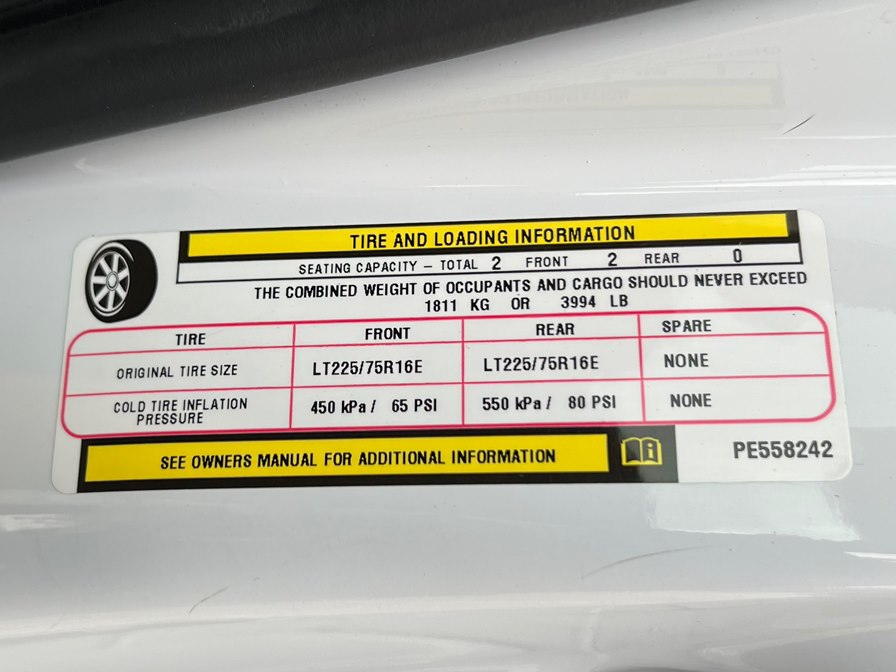 TIRE AND LOADING INFORMATION
SEATING CAPACITY – TOTAL 2 FRONT 2 REAR 0
THE COMBINED WEIGHT OF OCCUPANTS AND CARGO SHOULD NEVER EXCEED
1811 KG OR 3994 LB
TIRE FRONT REAR SPARE
ORIGINAL TIRE SIZE LT225/75R16E LT225/75R16E NONE
COLD TIRE INFLATION PRESSURE 450 kPa / 65 PSI 550 kPa / 80 PSI NONE
SEE OWNERS MANUAL FOR ADDITIONAL INFORMATION
PE558242